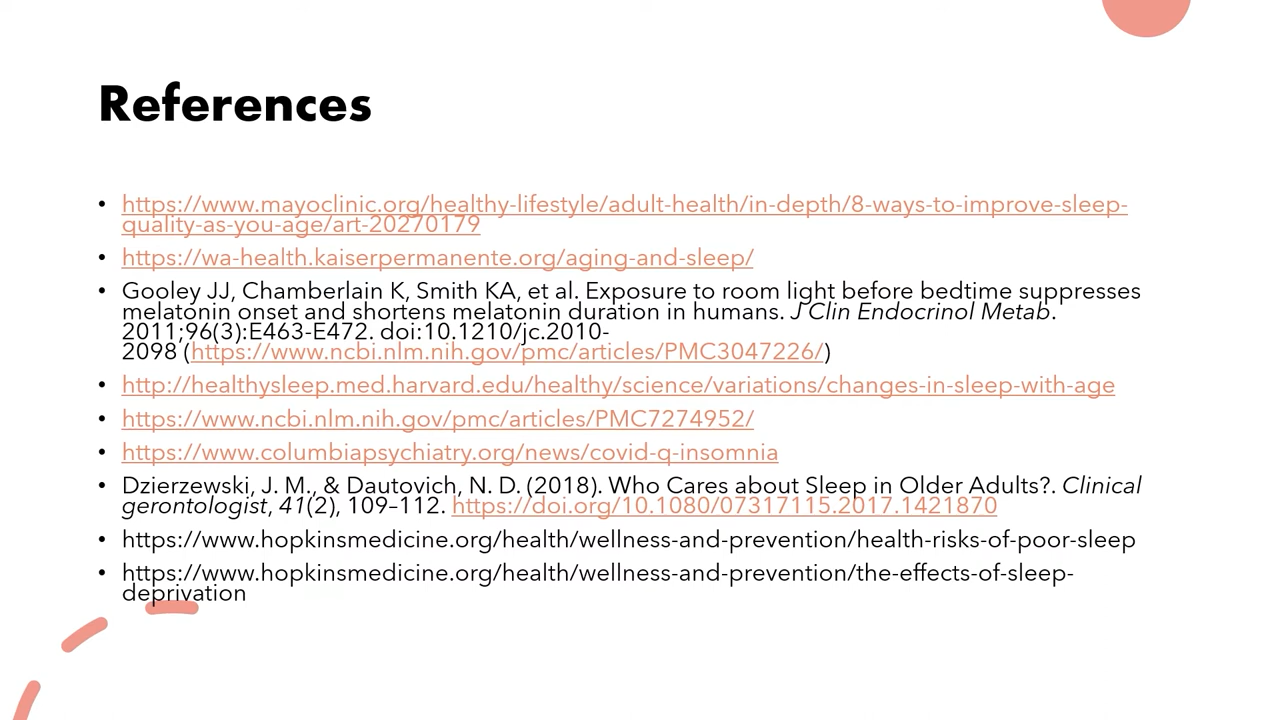 References
• https://www.mayoclinic.org/healthy-lifestyle/adult-health/in-depth/8-ways-to-improve-sleep-
quality-as-you-age/art-20270179
• https://wa-health.kaiserpermanente.org/aging-and-sleep/
• Gooley JJ, Chamberlain K, Smith KA, et al. Exposure to room light before bedtime suppresses
melatonin onset and shortens melatonin duration in humans. J Clin Endocrinol Metab.
2011;96(3):E463-E472. doi:10.1210/jc.2010-
2098 (https://www.ncbi.nlm.nih.gov/pmc/articles/PMC3047226/)
• http://healthysleep.med.harvard.edu/healthy/science/variations/changes-in-sleep-with-age
• https://www.ncbi.nlm.nih.gov/pmc/articles/PMC7274952/
• https://www.columbiapsychiatry.org/news/covid-q-insomnia
• Dzierzewski, J. M., & Dautovich, N. D. (2018). Who Cares about Sleep in Older Adults?. Clinical
gerontologist, 41(2), 109–112. https://doi.org/10.1080/07317115.2017.1421870
• https://www.hopkinsmedicine.org/health/wellness-and-prevention/health-risks-of-poor-sleep
• https://www.hopkinsmedicine.org/health/wellness-and-prevention/the-effects-of-sleep-
deprivation